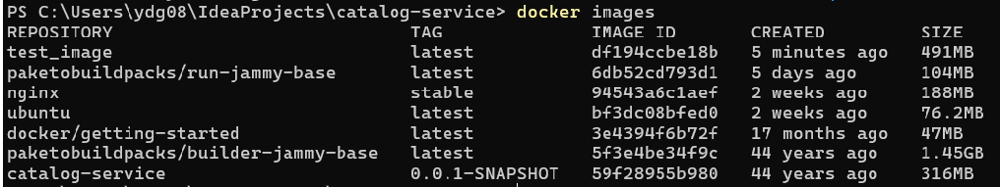 PS C:\Users\ydg08\IdeaProjects\catalog-service> docker images
REPOSITORY TAG IMAGE ID CREATED SIZE
test_image latest df194ccbe18b 5 minutes ago 491MB
paketobuildpacks/run-jammy-base latest 6db52cd793d1 5 days ago 104MB
nginx stable 94543a6c1aef 2 weeks ago 188MB
ubuntu latest bf3dc08bfed0 2 weeks ago 76.2MB
docker/getting-started latest 3e4394f6b72f 17 months ago 47MB
paketobuildpacks/builder-jammy-base latest 5f3e4be34f9c 44 years ago 1.45GB
catalog-service 0.0.1-SNAPSHOT 59f28955b980 44 years ago 316MB